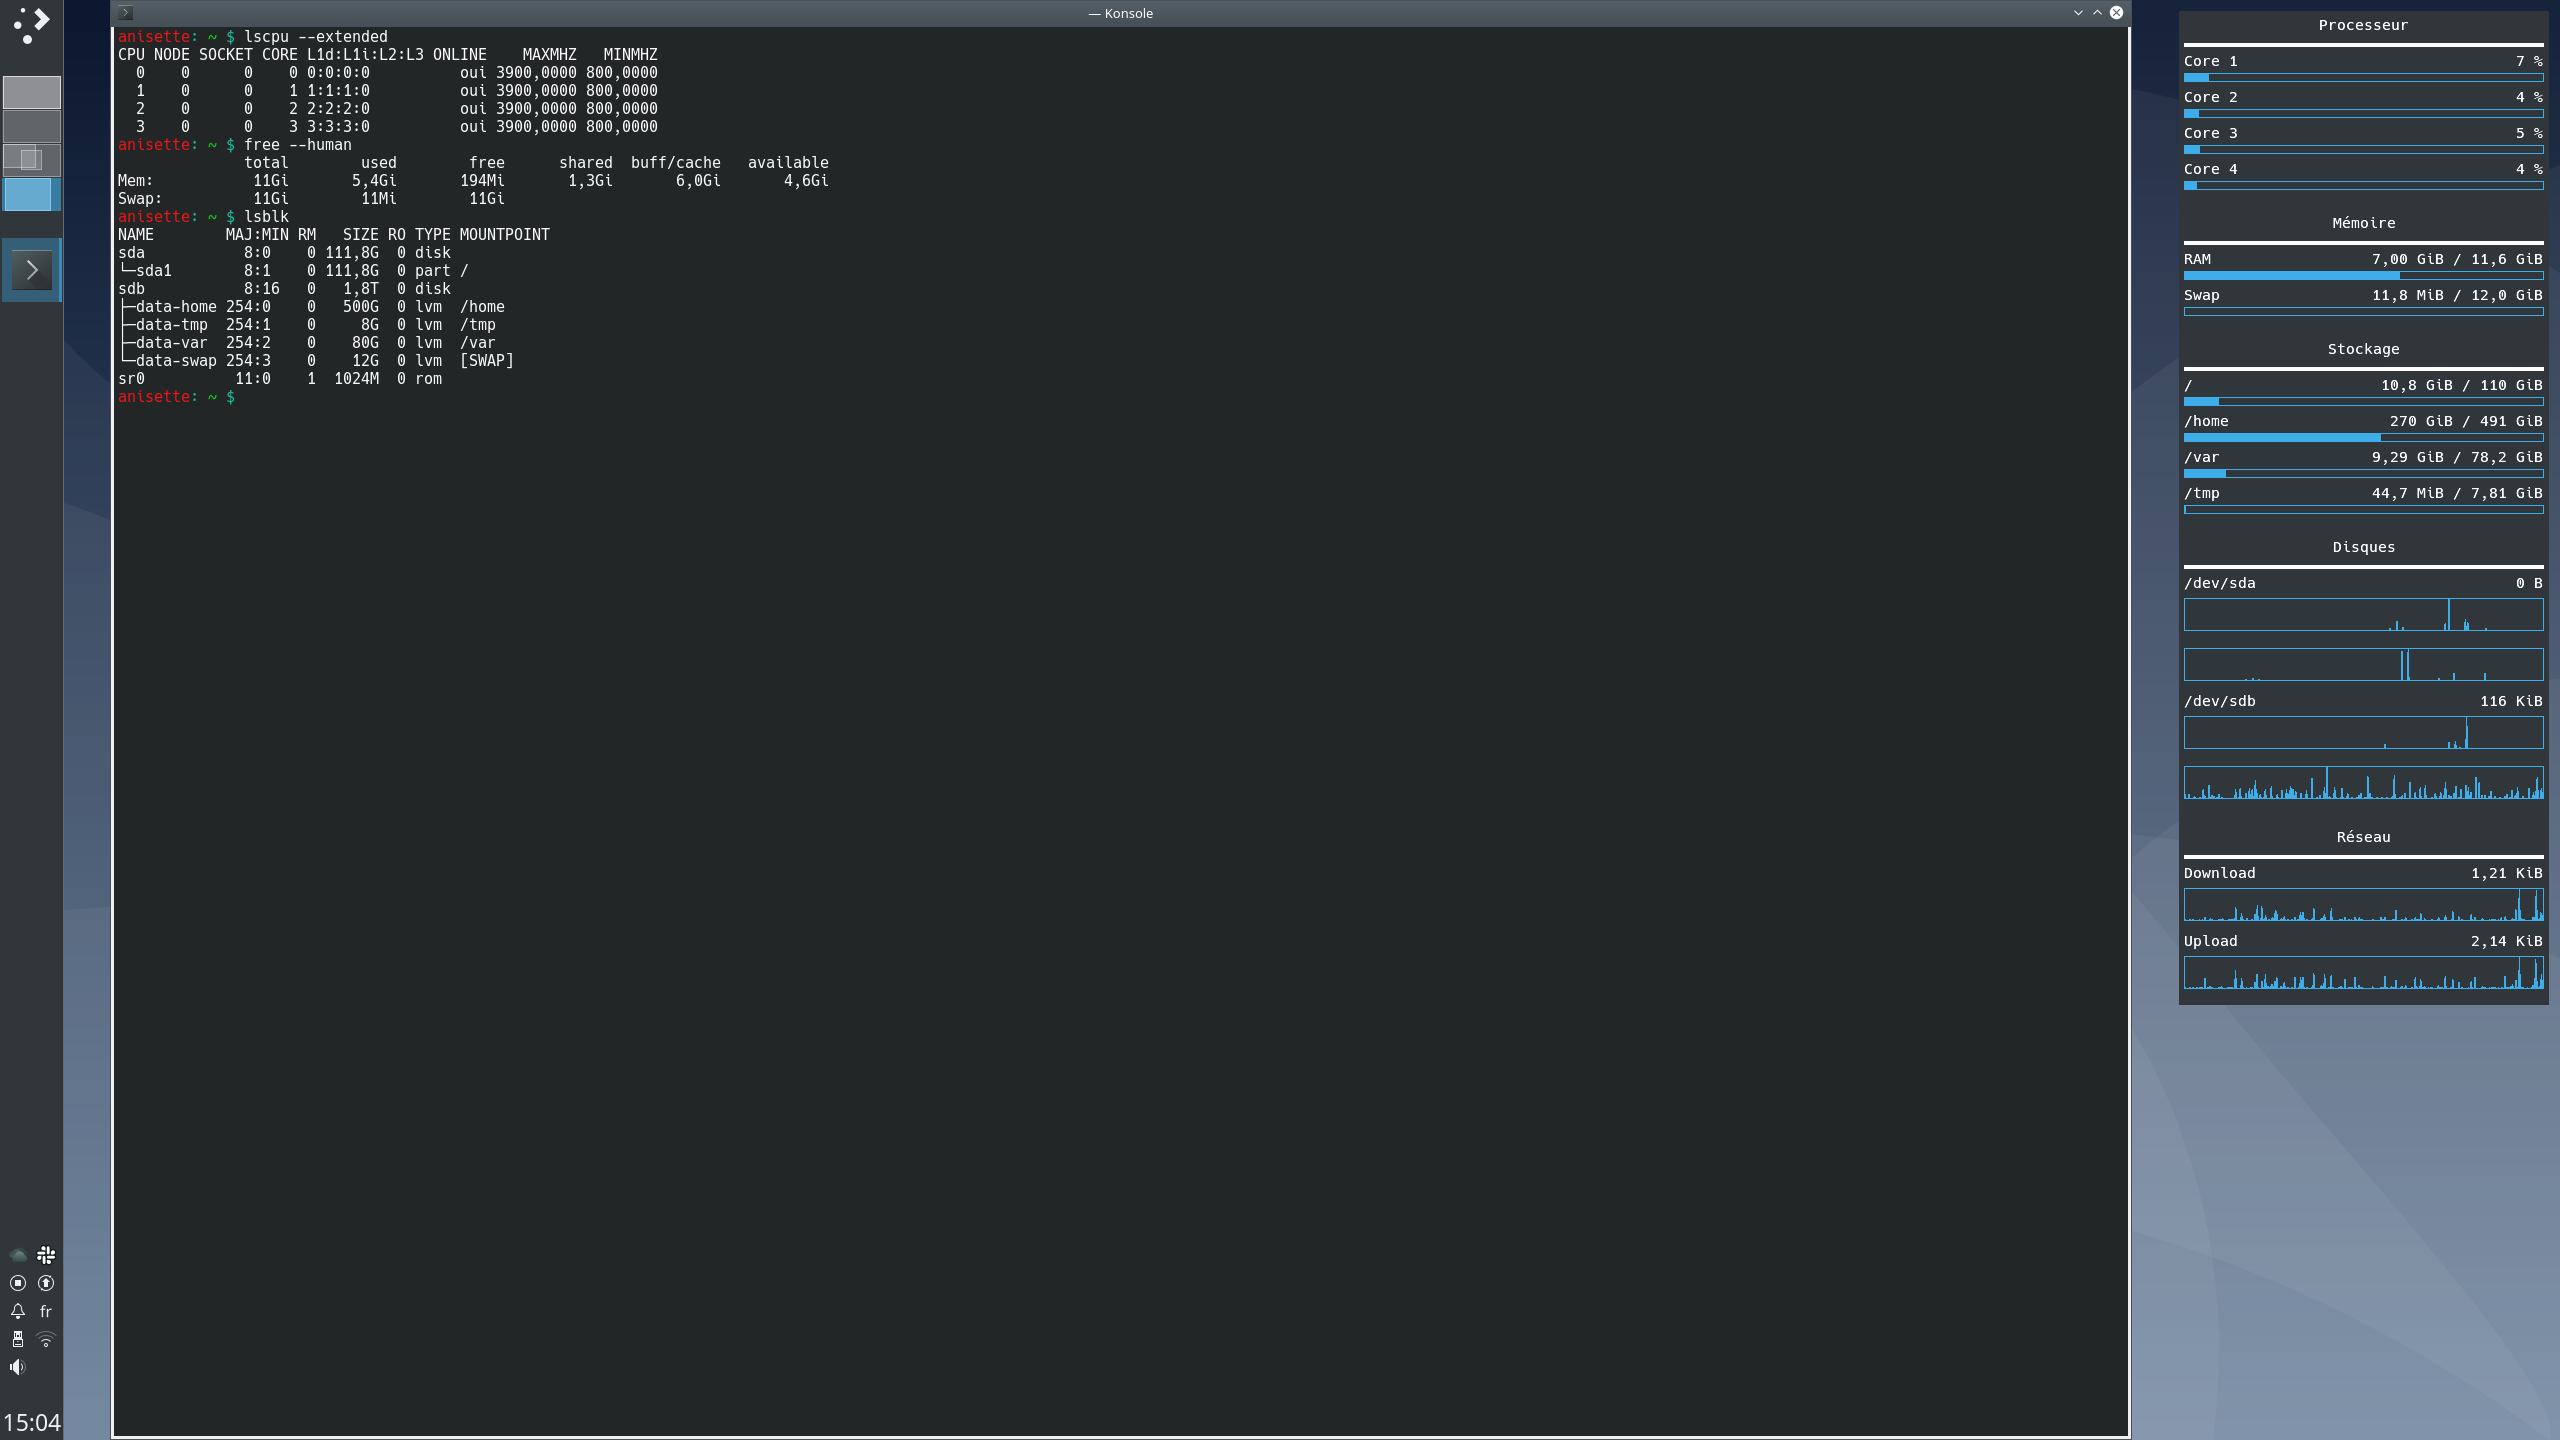 — Konsole
anisette: ~ $ lscpu --extended
CPU NODE SOCKET CORE L1d:L1i:L2:L3 ONLINE    MAXMHZ   MINMHZ
  0    0      0    0 0:0:0:0          oui 3900,0000 800,0000
  1    0      0    1 1:1:1:0          oui 3900,0000 800,0000
  2    0      0    2 2:2:2:0          oui 3900,0000 800,0000
  3    0      0    3 3:3:3:0          oui 3900,0000 800,0000
anisette: ~ $ free --human
              total        used        free      shared  buff/cache   available
Mem:           11Gi       5,4Gi       194Mi       1,3Gi       6,0Gi       4,6Gi
Swap:          11Gi        11Mi        11Gi
anisette: ~ $ lsblk
NAME        MAJ:MIN RM   SIZE RO TYPE MOUNTPOINT
sda           8:0    0 111,8G  0 disk
└─sda1        8:1    0 111,8G  0 part /
sdb           8:16   0   1,8T  0 disk
├─data-home 254:0    0   500G  0 lvm  /home
├─data-tmp  254:1    0     8G  0 lvm  /tmp
├─data-var  254:2    0    80G  0 lvm  /var
└─data-swap 254:3    0    12G  0 lvm  [SWAP]
sr0          11:0    1  1024M  0 rom
anisette: ~ $
Processeur
Core 1 7 %
Core 2 4 %
Core 3 5 %
Core 4 4 %
Mémoire
RAM 7,00 GiB / 11,6 GiB
Swap 11,8 MiB / 12,0 GiB
Stockage
/ 10,8 GiB / 110 GiB
/home 270 GiB / 491 GiB
/var 9,29 GiB / 78,2 GiB
/tmp 44,7 MiB / 7,81 GiB
Disques
/dev/sda 0 B
/dev/sdb 116 KiB
Réseau
Download 1,21 KiB
Upload 2,14 KiB
fr
15:04